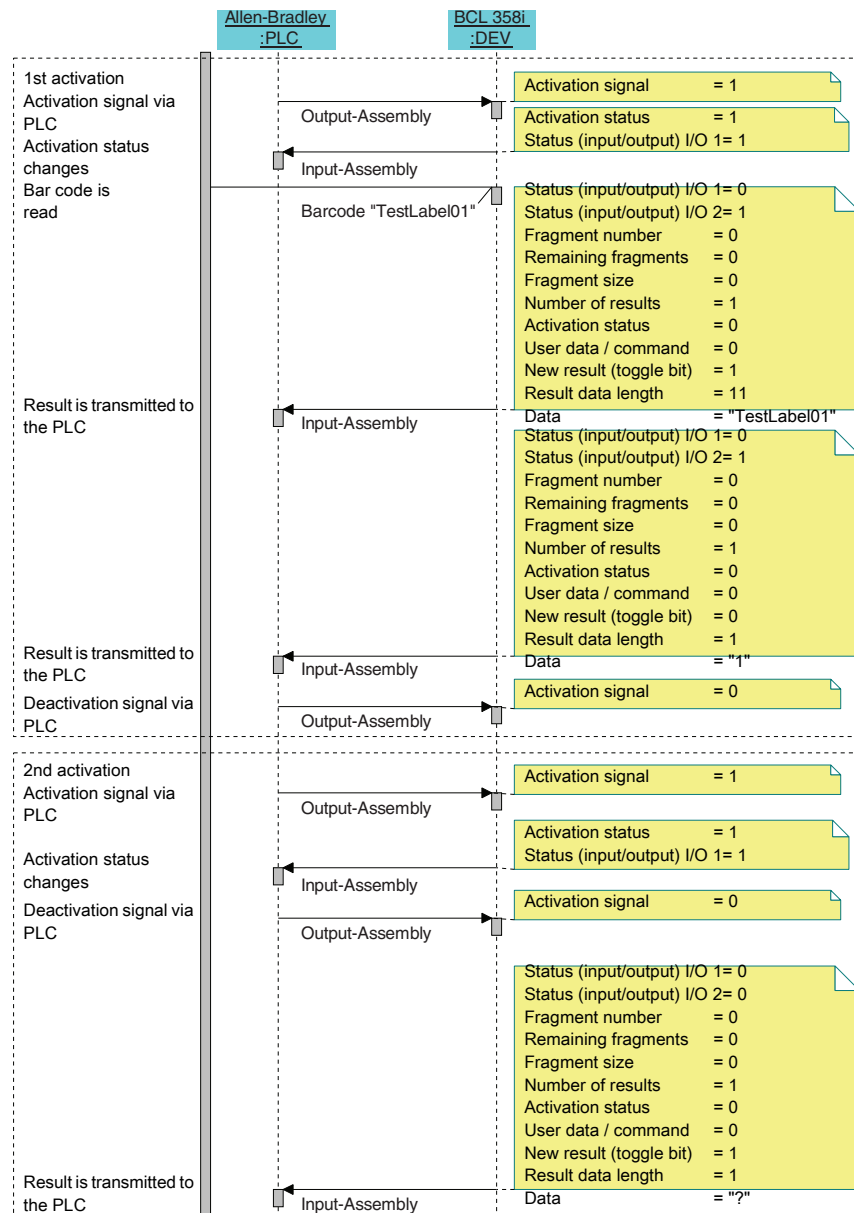 Allen-Bradley
:PLC
BCL 358i
:DEV
1st activation
Activation signal via
PLC
Output-Assembly
Activation signal = 1
Activation status
changes
Input-Assembly
Activation status = 1
Status (input/output) I/O 1= 1
Bar code is
read
Barcode "TestLabel01"
Status (input/output) I/O 1= 0
Status (input/output) I/O 2= 1
Fragment number = 0
Remaining fragments = 0
Fragment size = 0
Number of results = 1
Activation status = 0
User data / command = 0
New result (toggle bit) = 1
Result data length = 11
Data = "TestLabel01"
Result is transmitted to
the PLC
Input-Assembly
Status (input/output) I/O 1= 0
Status (input/output) I/O 2= 1
Fragment number = 0
Remaining fragments = 0
Fragment size = 0
Number of results = 1
Activation status = 0
User data / command = 0
New result (toggle bit) = 0
Result data length = 1
Data = "1"
Result is transmitted to
the PLC
Input-Assembly
Deactivation signal via
PLC
Output-Assembly
Activation signal = 0
2nd activation
Activation signal via
PLC
Output-Assembly
Activation signal = 1
Activation status
changes
Input-Assembly
Activation status = 1
Status (input/output) I/O 1= 1
Deactivation signal via
PLC
Output-Assembly
Activation signal = 0
Status (input/output) I/O 1= 0
Status (input/output) I/O 2= 0
Fragment number = 0
Remaining fragments = 0
Fragment size = 0
Number of results = 1
Activation status = 0
User data / command = 0
New result (toggle bit) = 1
Result data length = 1
Data = "?"
Result is transmitted to
the PLC
Input-Assembly